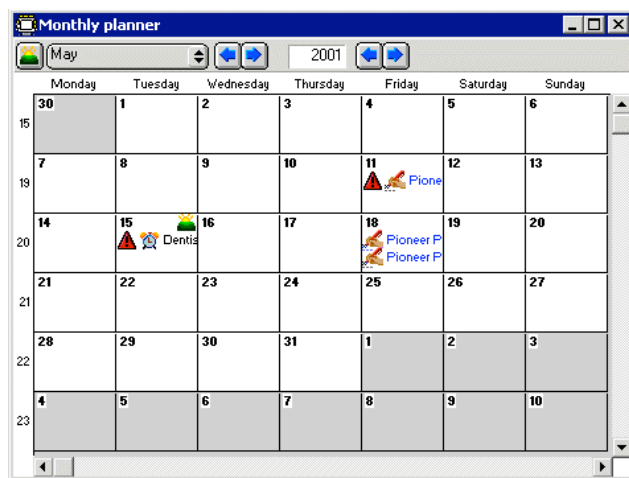 Monthly planner
May 2001
Monday Tuesday Wednesday Thursday Friday Saturday Sunday
15 30 1 2 3 4 5 6
19 7 8 9 10 11 12 13
Pione
20 14 15 16 17 18 19 20
Dentis Pioneer P
Pioneer P
21 21 22 23 24 25 26 27
22 28 29 30 31 1 2 3
23 4 5 6 7 8 9 10